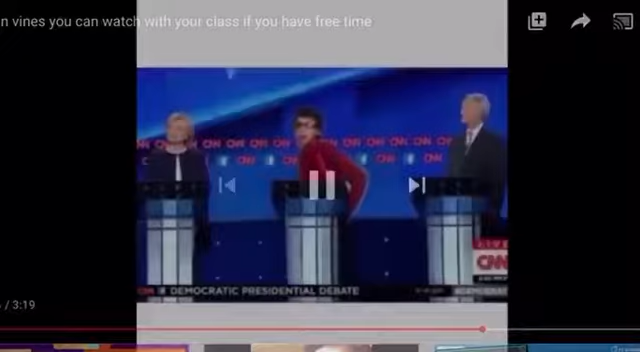 n vines you can watch with your class if you have free time
CNN CNN CNN CNN CNN CNN CNN
LIVE
CNN
DEMOCRATIC PRESIDENTIAL DEBATE
/ 3:19